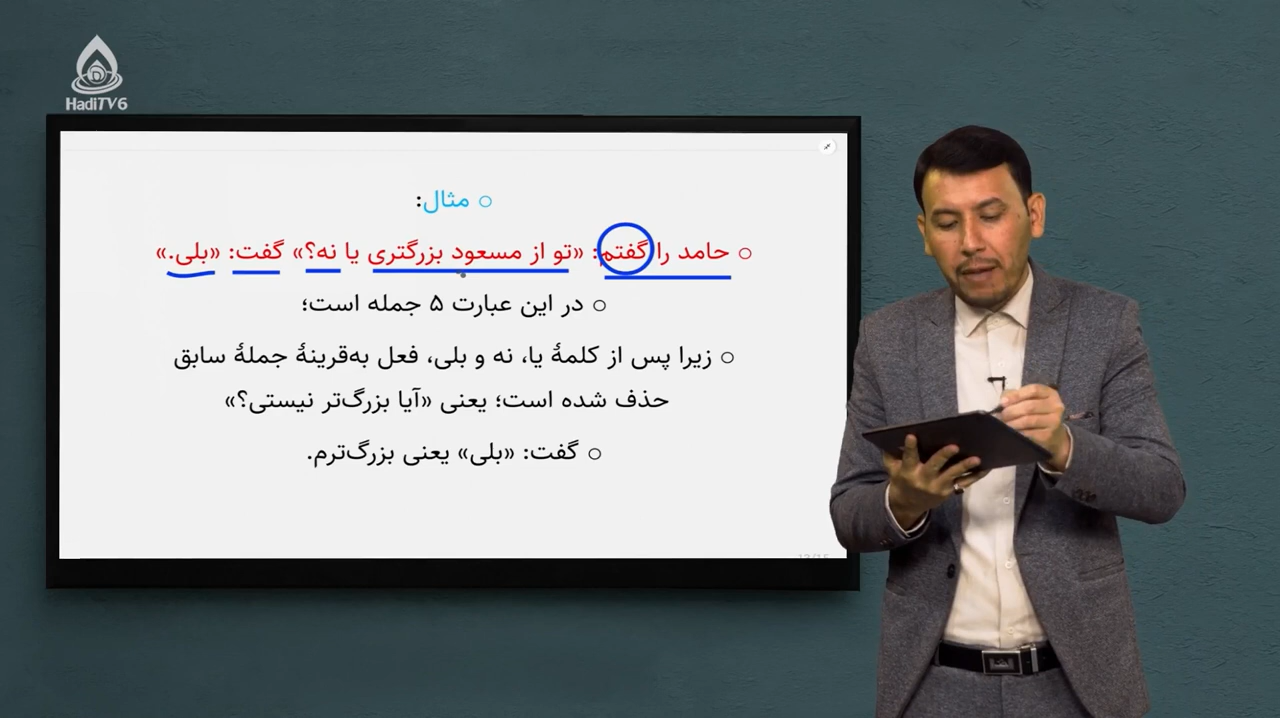 HadiTV6
مثال:
حامد را گفتم: «تو از مسعود بزرگتری یا نه؟» گفت: «بلی.»
در این عبارت ۵ جمله است؛
زیرا پس از کلمهٔ یا، نه و بلی، فعل به‌قرینهٔ جملهٔ سابق
حذف شده است؛ یعنی «آیا بزرگ‌تر نیستی؟»
گفت: «بلی» یعنی بزرگ‌ترم.